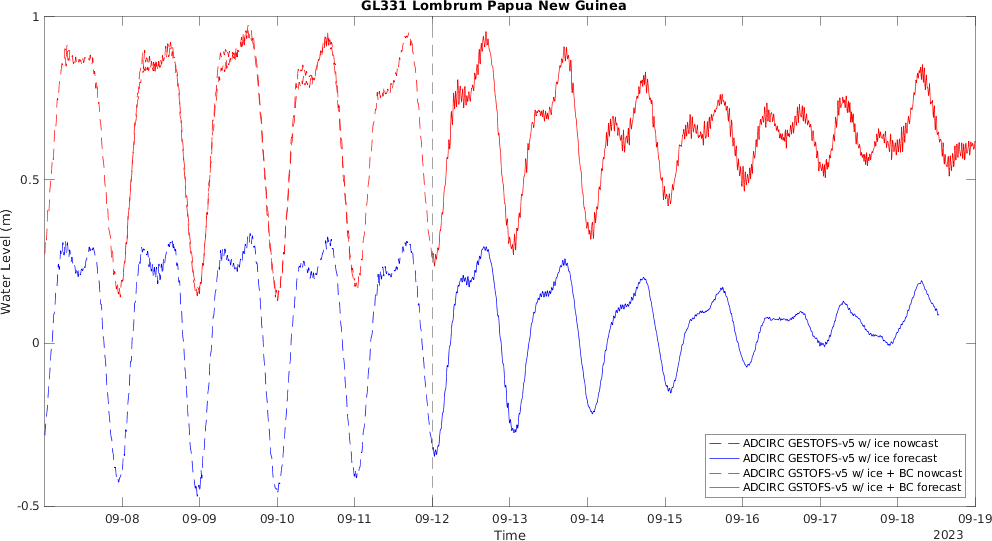 GL331 Lombrum Papua New Guinea
1
0.5
0
-0.5
Water Level (m)
ADCIRC GESTOFS-v5 w/ ice nowcast
ADCIRC GESTOFS-v5 w/ ice forecast
ADCIRC GSTOFS-v5 w/ ice + BC nowcast
ADCIRC GSTOFS-v5 w/ ice + BC forecast
09-08 09-09 09-10 09-11 09-12 09-13 09-14 09-15 09-16 09-17 09-18 09-19
Time
2023